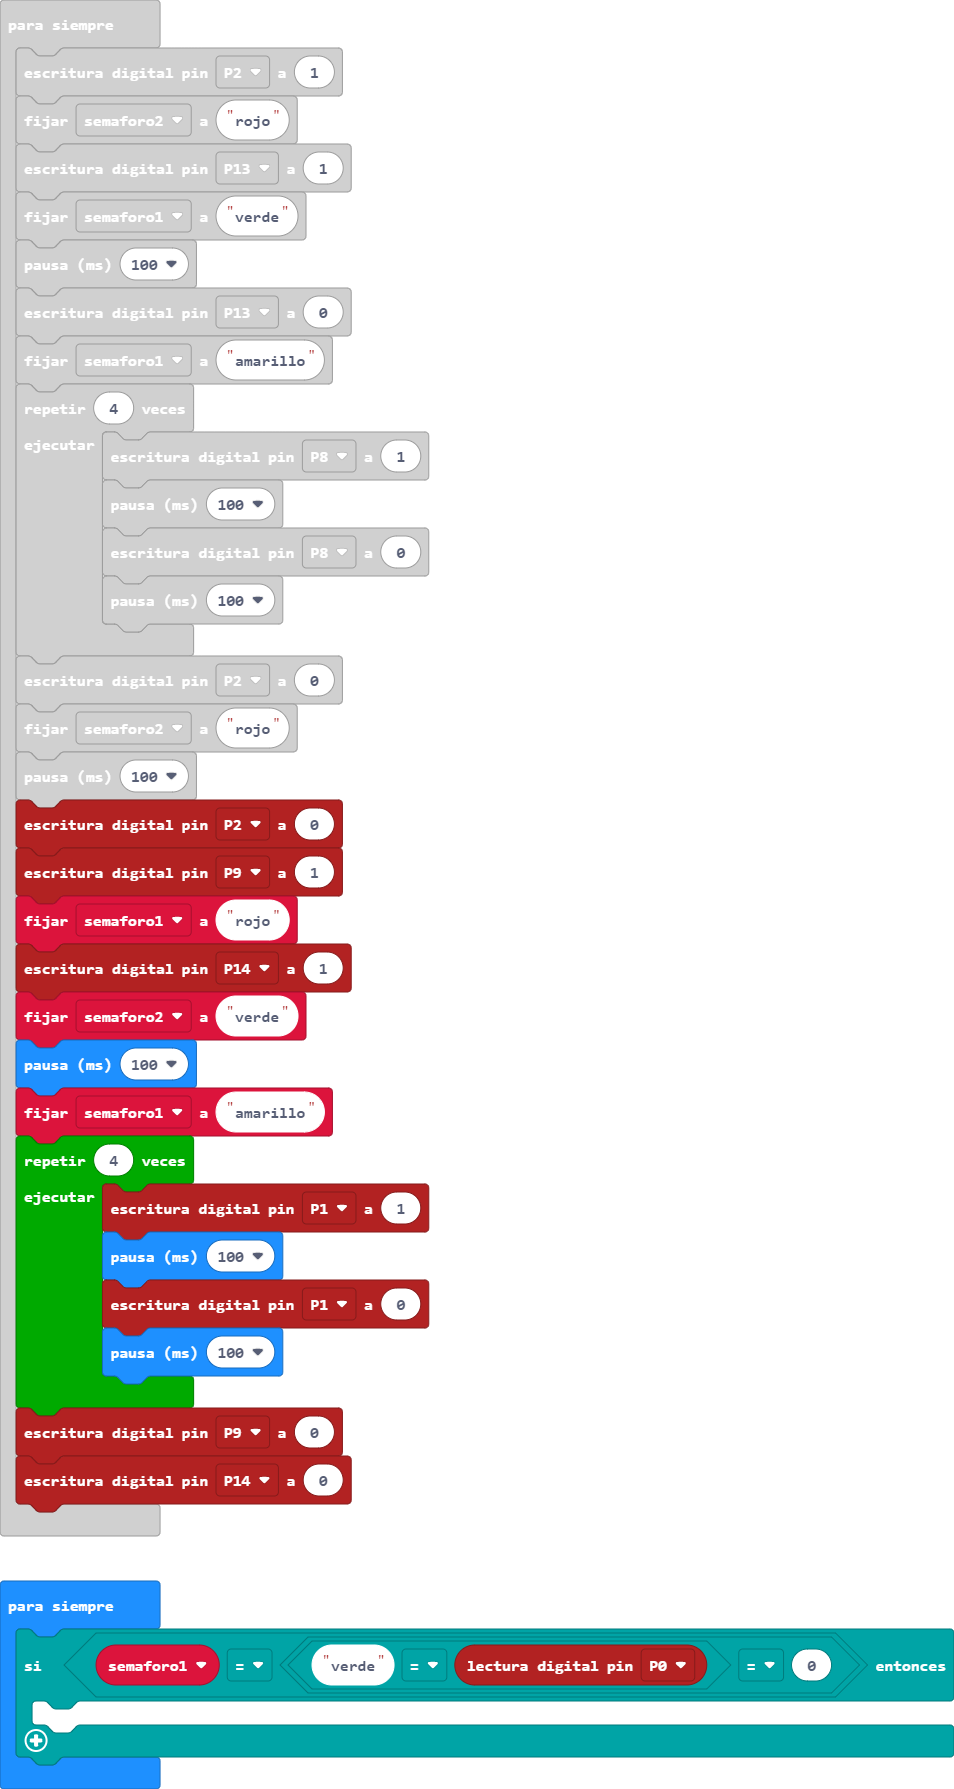 para siempre
escritura digital pin P2 a 1
fijar semaforo2 a "rojo"
escritura digital pin P13 a 1
fijar semaforo1 a "verde"
pausa (ms) 100
escritura digital pin P13 a 0
fijar semaforo1 a "amarillo"
repetir 4 veces
ejecutar
escritura digital pin P8 a 1
pausa (ms) 100
escritura digital pin P8 a 0
pausa (ms) 100
escritura digital pin P2 a 0
fijar semaforo2 a "rojo"
pausa (ms) 100
escritura digital pin P2 a 0
escritura digital pin P9 a 1
fijar semaforo1 a "rojo"
escritura digital pin P14 a 1
fijar semaforo2 a "verde"
pausa (ms) 100
fijar semaforo1 a "amarillo"
repetir 4 veces
ejecutar
escritura digital pin P1 a 1
pausa (ms) 100
escritura digital pin P1 a 0
pausa (ms) 100
escritura digital pin P9 a 0
escritura digital pin P14 a 0
para siempre
si semaforo1 = "verde" = lectura digital pin P0 = 0 entonces